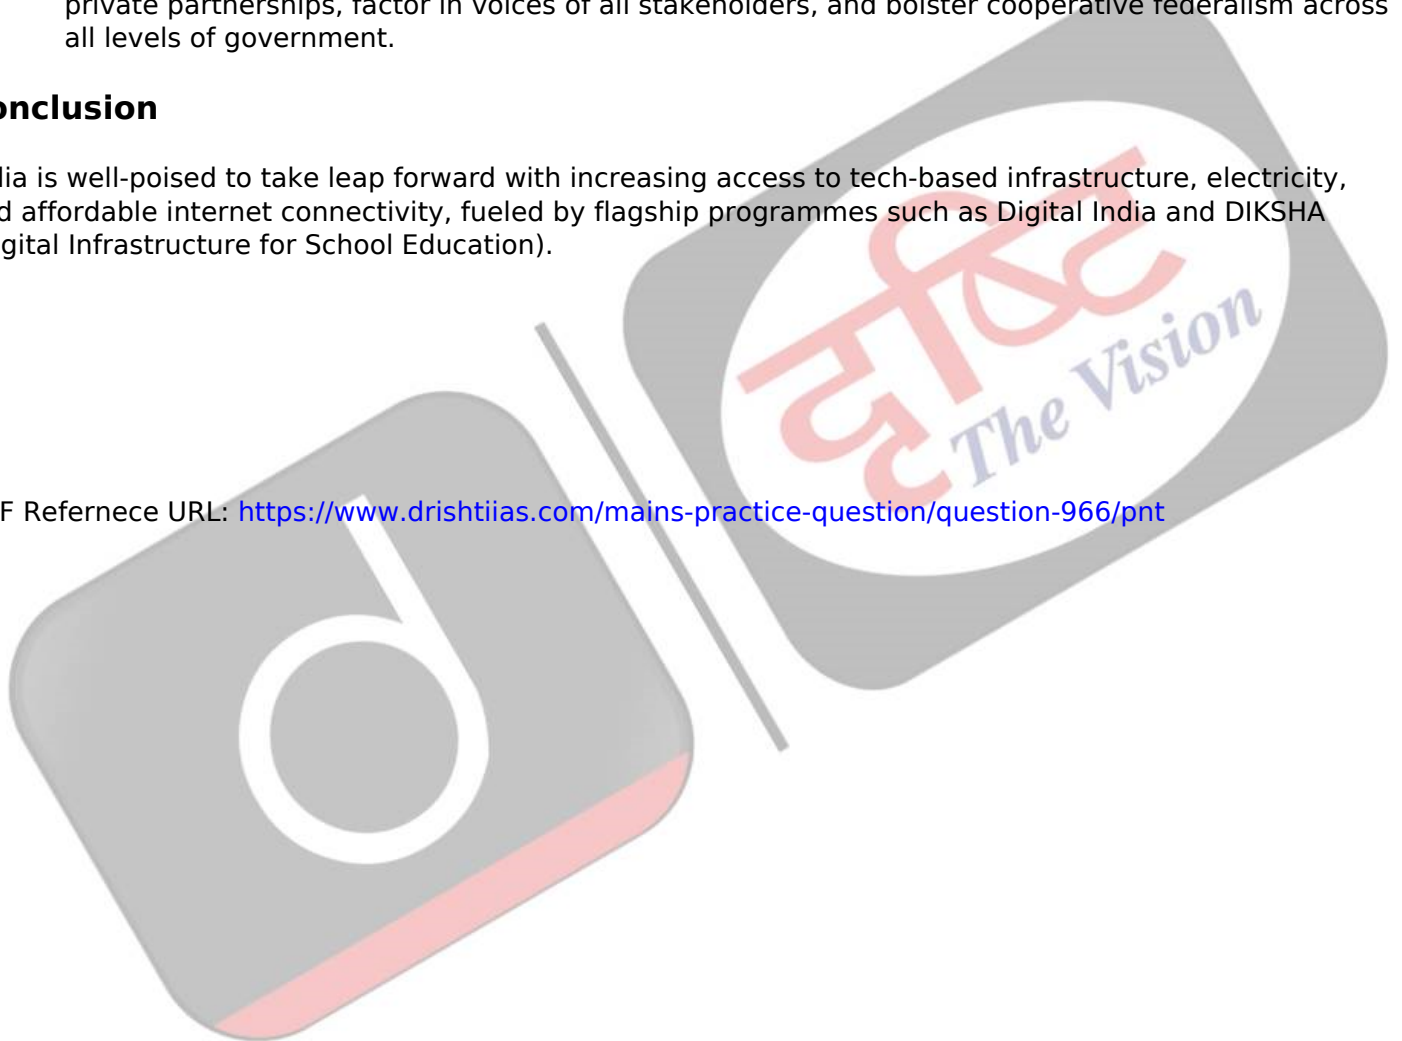 private partnerships, factor in voices of all stakeholders, and bolster cooperative federalism across
all levels of government.
onclusion
dia is well-poised to take leap forward with increasing access to tech-based infrastructure, electricity,
d affordable internet connectivity, fueled by flagship programmes such as Digital India and DIKSHA
gital Infrastructure for School Education).
दृष्टि
The Vision
F Refernece URL: https://www.drishtiias.com/mains-practice-question/question-966/pnt
d